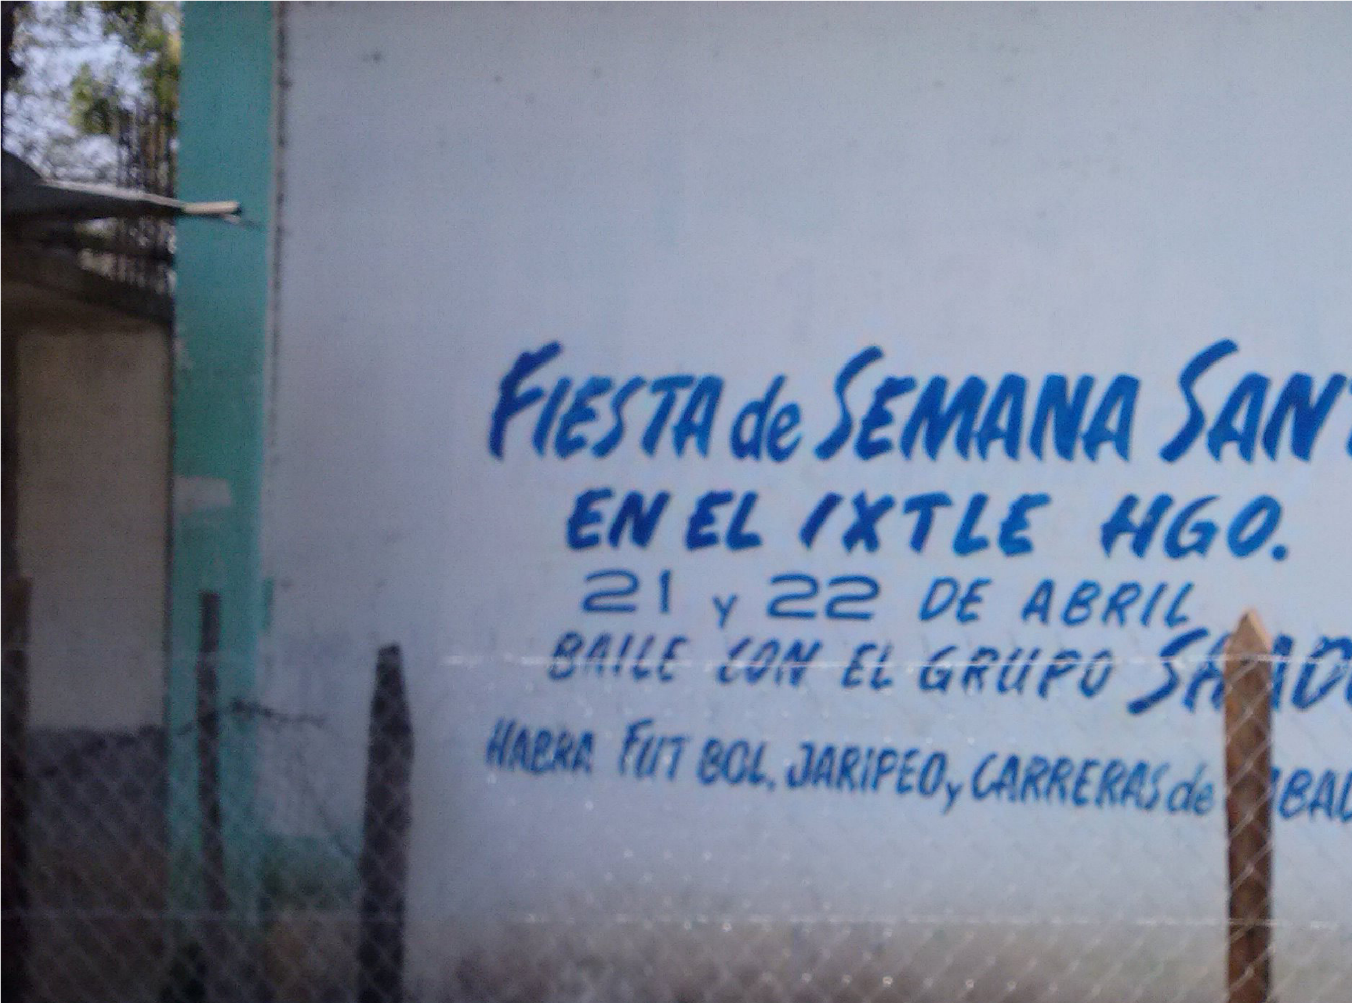 FIESTA de SEMANA SANT
EN EL IXTLE HGO.
21 y 22 DE ABRIL
BAILE CON EL GRUPO
HABRA FUT BOL, JARIPEO, y CARRERAS de